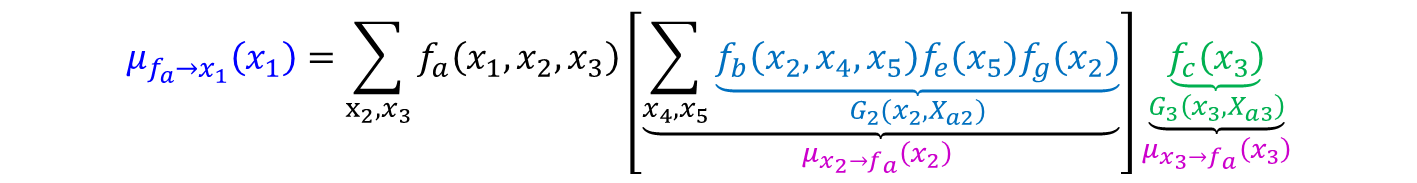 μ_{f_a→x_1}(x_1) = ∑_{x_2,x_3} f_a(x_1, x_2, x_3) [∑_{x_4,x_5} f_b(x_2, x_4, x_5)f_e(x_5)f_g(x_2)] f_c(x_3)
G_2(x_2,X_{a2}) G_3(x_3,X_{a3})
μ_{x_2→f_a}(x_2) μ_{x_3→f_a}(x_3)